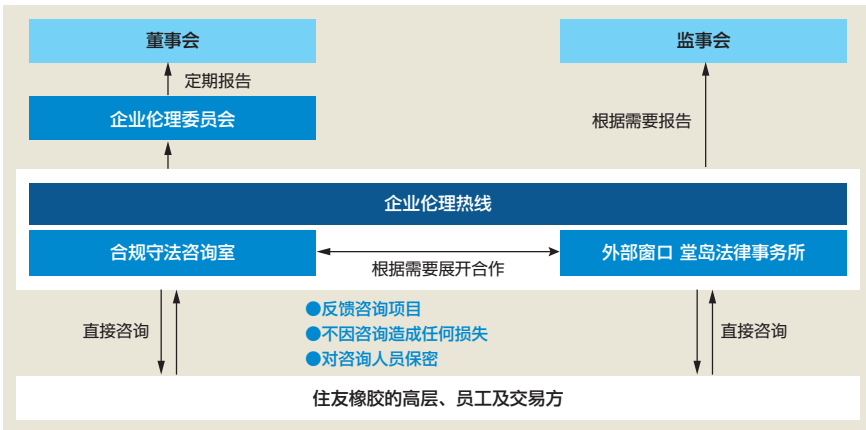 董事会
监事会
定期报告
企业伦理委员会
根据需要报告
企业伦理热线
合规守法咨询室
根据需要展开合作
外部窗口 堂岛法律事务所
直接咨询
●反馈咨询项目
●不因咨询造成任何损失
●对咨询人员保密
直接咨询
住友橡胶的高层、员工及交易方